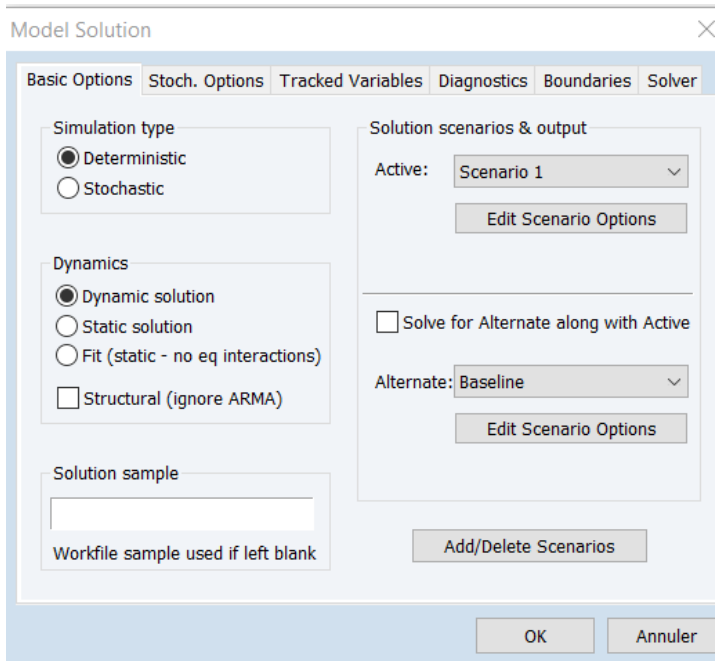 Model Solution
Basic Options
Stoch. Options
Tracked Variables
Diagnostics
Boundaries
Solver
Simulation type
Deterministic
Stochastic
Dynamics
Dynamic solution
Static solution
Fit (static - no eq interactions)
Structural (ignore ARMA)
Solution sample
Workfile sample used if left blank
Solution scenarios & output
Active: Scenario 1
Edit Scenario Options
Solve for Alternate along with Active
Alternate: Baseline
Edit Scenario Options
Add/Delete Scenarios
OK
Annuler